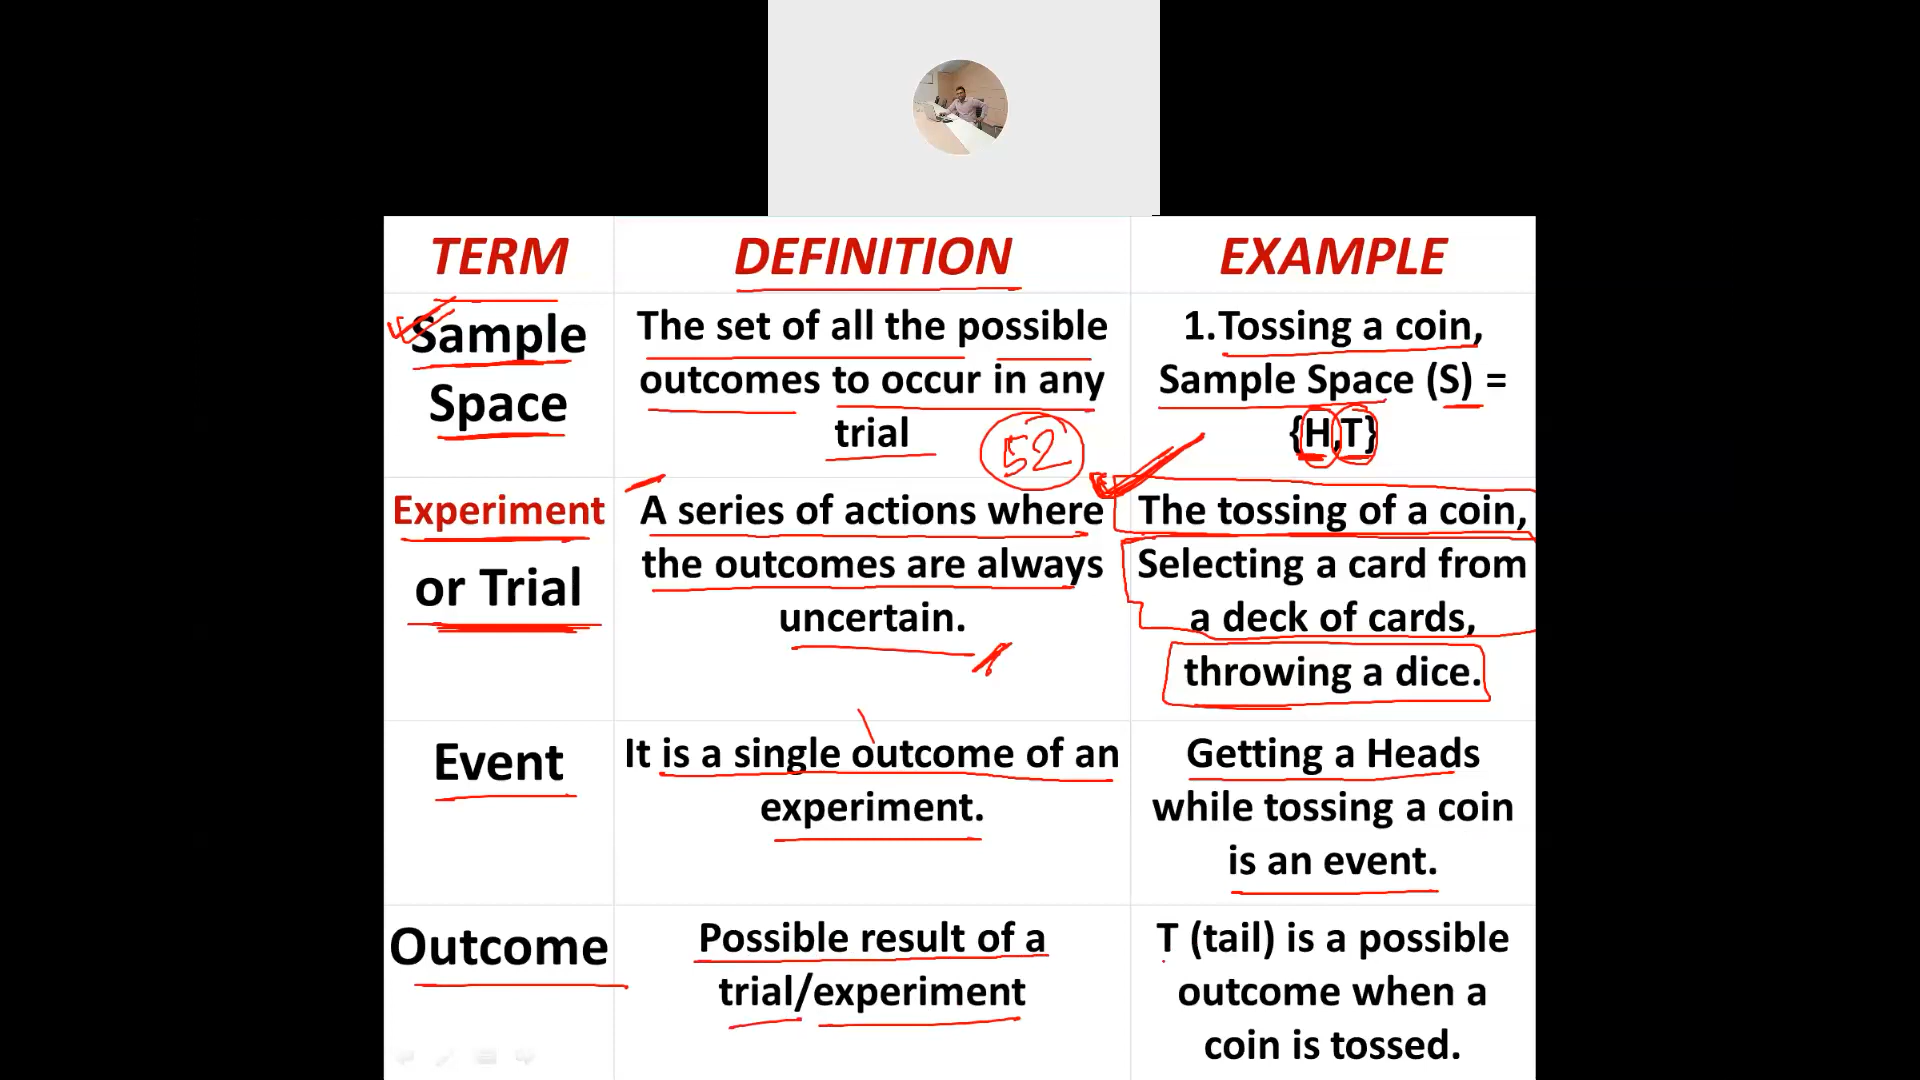 TERM
DEFINITION
EXAMPLE
Sample
Space
The set of all the possible
outcomes to occur in any
trial
52
1.Tossing a coin,
Sample Space (S) =
{H,T}
Experiment
or Trial
A series of actions where
the outcomes are always
uncertain.
The tossing of a coin,
Selecting a card from
a deck of cards,
throwing a dice.
Event
It is a single outcome of an
experiment.
Getting a Heads
while tossing a coin
is an event.
Outcome
Possible result of a
trial/experiment
T (tail) is a possible
outcome when a
coin is tossed.